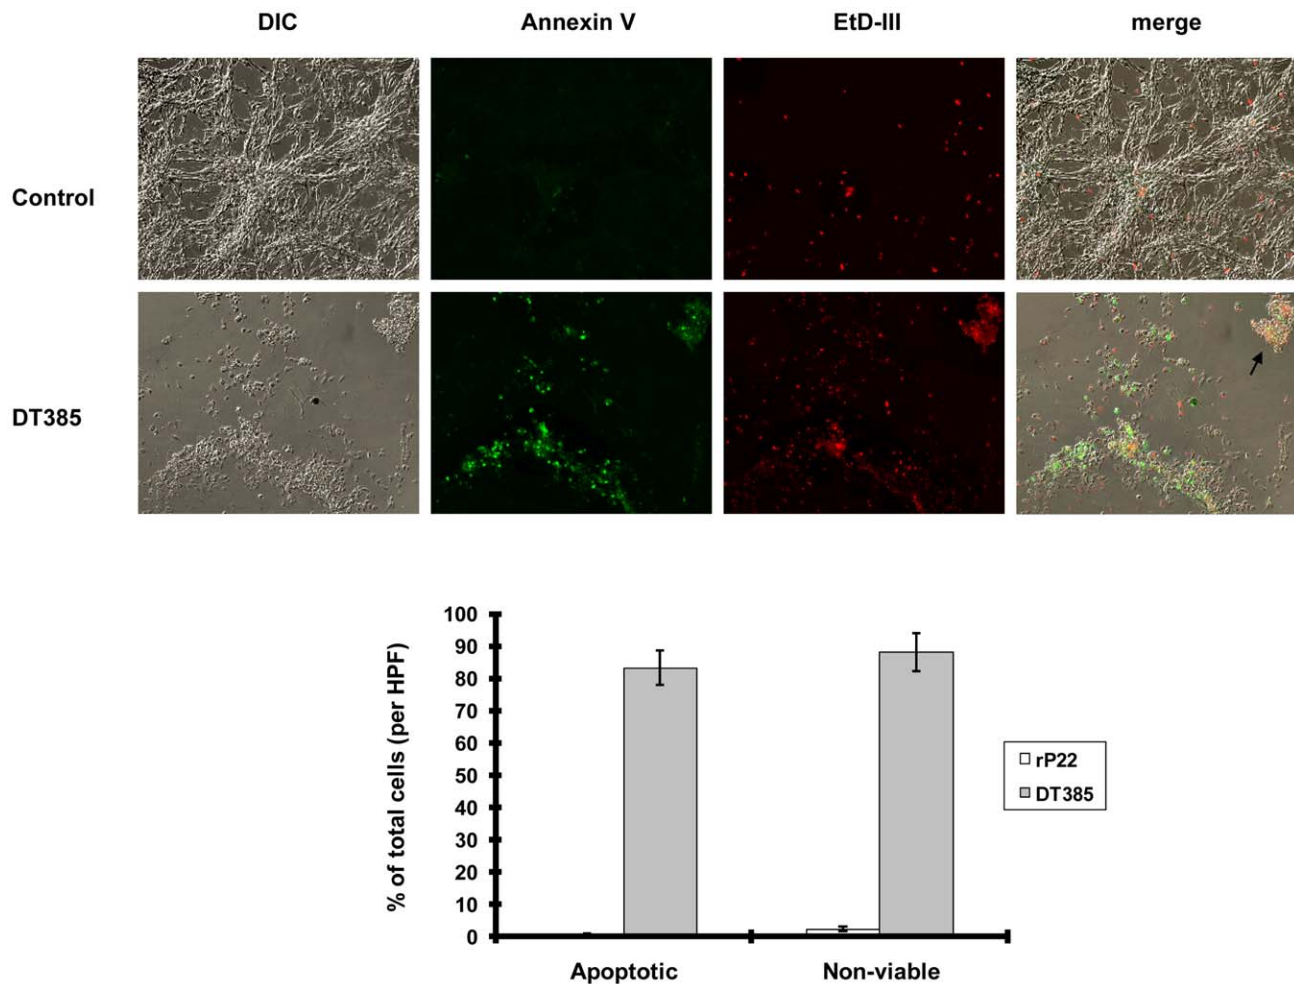 DIC Annexin V EtD-III merge
Control
DT385
% of total cells (per HPF)
100
90
80
70
60
50
40
30
20
10
0
Apoptotic Non-viable
rP22
DT385